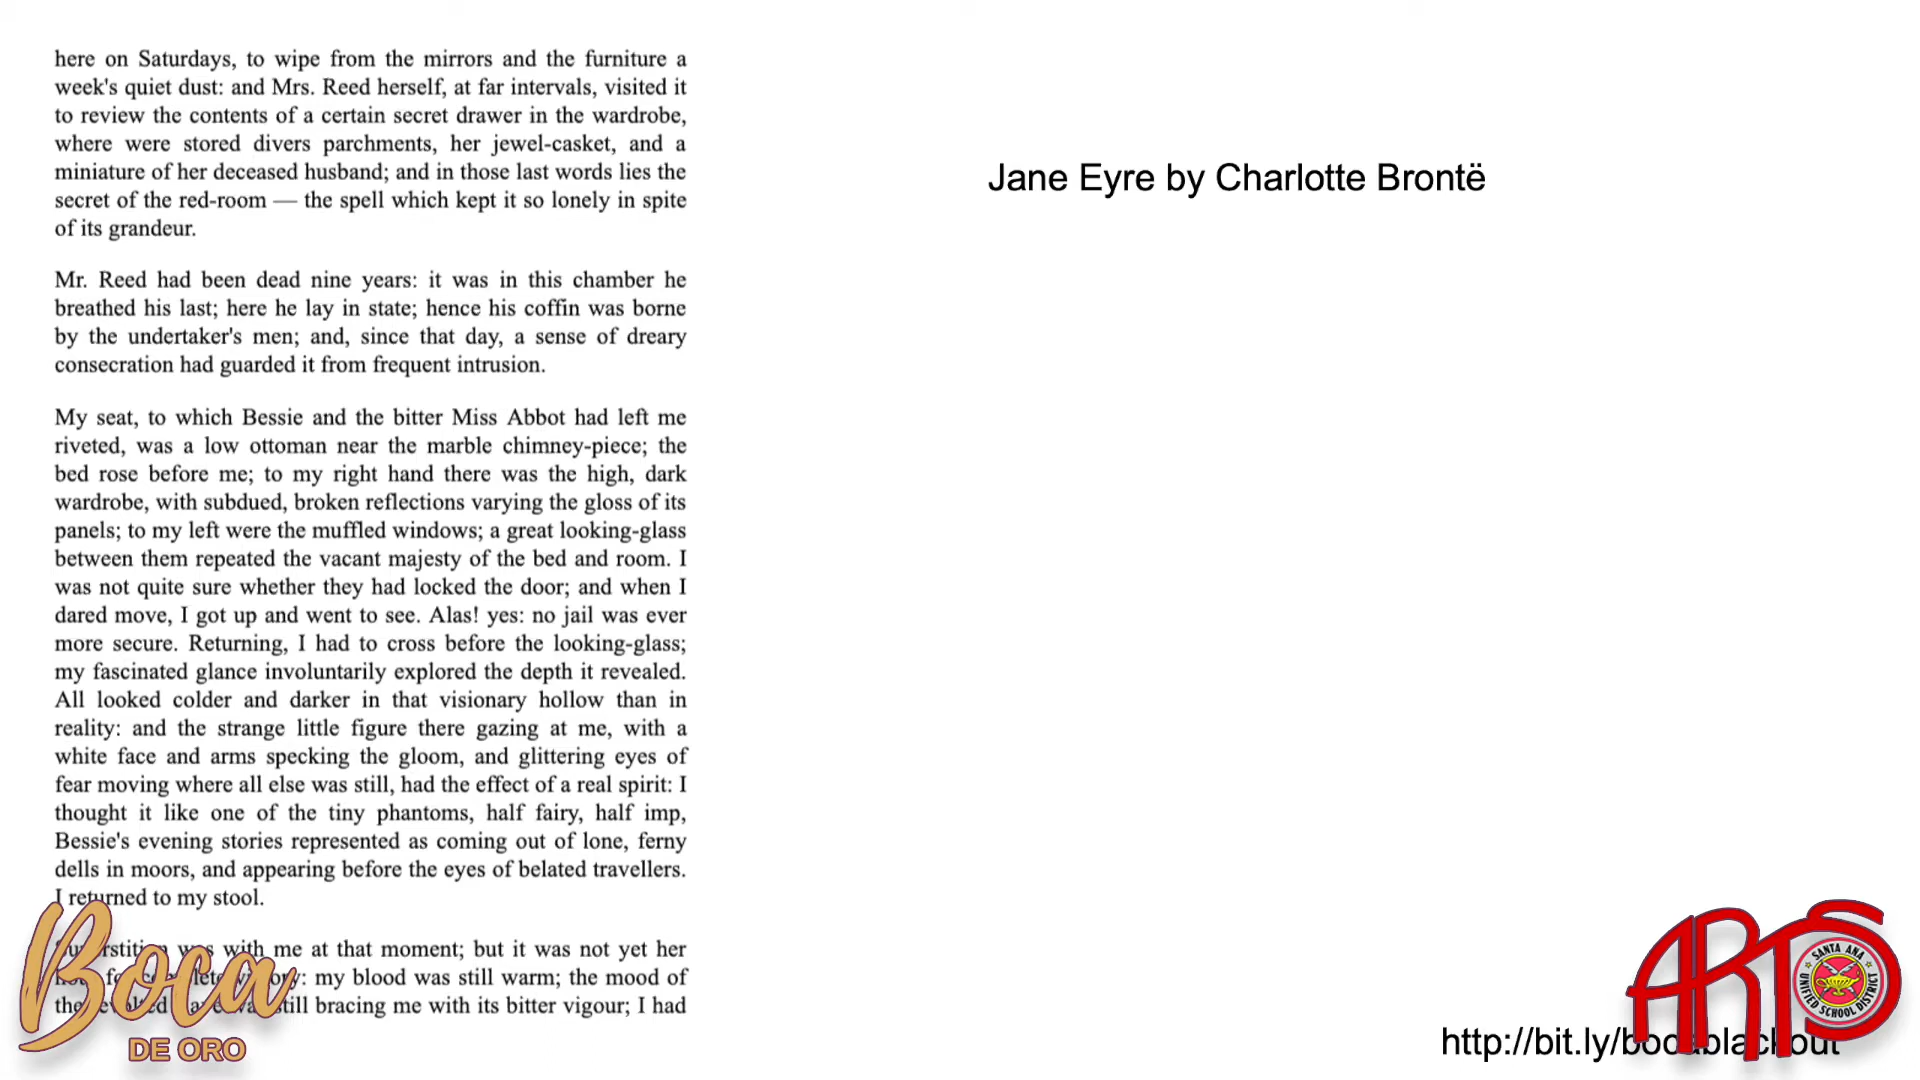 here on Saturdays, to wipe from the mirrors and the furniture a
week's quiet dust: and Mrs. Reed herself, at far intervals, visited it
to review the contents of a certain secret drawer in the wardrobe,
where were stored divers parchments, her jewel-casket, and a
miniature of her deceased husband; and in those last words lies the
secret of the red-room — the spell which kept it so lonely in spite
of its grandeur.
Mr. Reed had been dead nine years: it was in this chamber he
breathed his last; here he lay in state; hence his coffin was borne
by the undertaker's men; and, since that day, a sense of dreary
consecration had guarded it from frequent intrusion.
My seat, to which Bessie and the bitter Miss Abbot had left me
riveted, was a low ottoman near the marble chimney-piece; the
bed rose before me; to my right hand there was the high, dark
wardrobe, with subdued, broken reflections varying the gloss of its
panels; to my left were the muffled windows; a great looking-glass
between them repeated the vacant majesty of the bed and room. I
was not quite sure whether they had locked the door; and when I
dared move, I got up and went to see. Alas! yes: no jail was ever
more secure. Returning, I had to cross before the looking-glass;
my fascinated glance involuntarily explored the depth it revealed.
All looked colder and darker in that visionary hollow than in
reality: and the strange little figure there gazing at me, with a
white face and arms specking the gloom, and glittering eyes of
fear moving where all else was still, had the effect of a real spirit: I
thought it like one of the tiny phantoms, half fairy, half imp,
Bessie's evening stories represented as coming out of lone, ferny
dells in moors, and appearing before the eyes of belated travellers.
I returned to my stool.
with me at that moment; but it was not yet her
my blood was still warm; the mood of
the still bracing me with its bitter vigour; I had
Jane Eyre by Charlotte Brontë
Boca
DE ORO
ARTS
SANTA ANA
UNIFIED SCHOOL DISTRICT
http://bit.ly/bocablackout